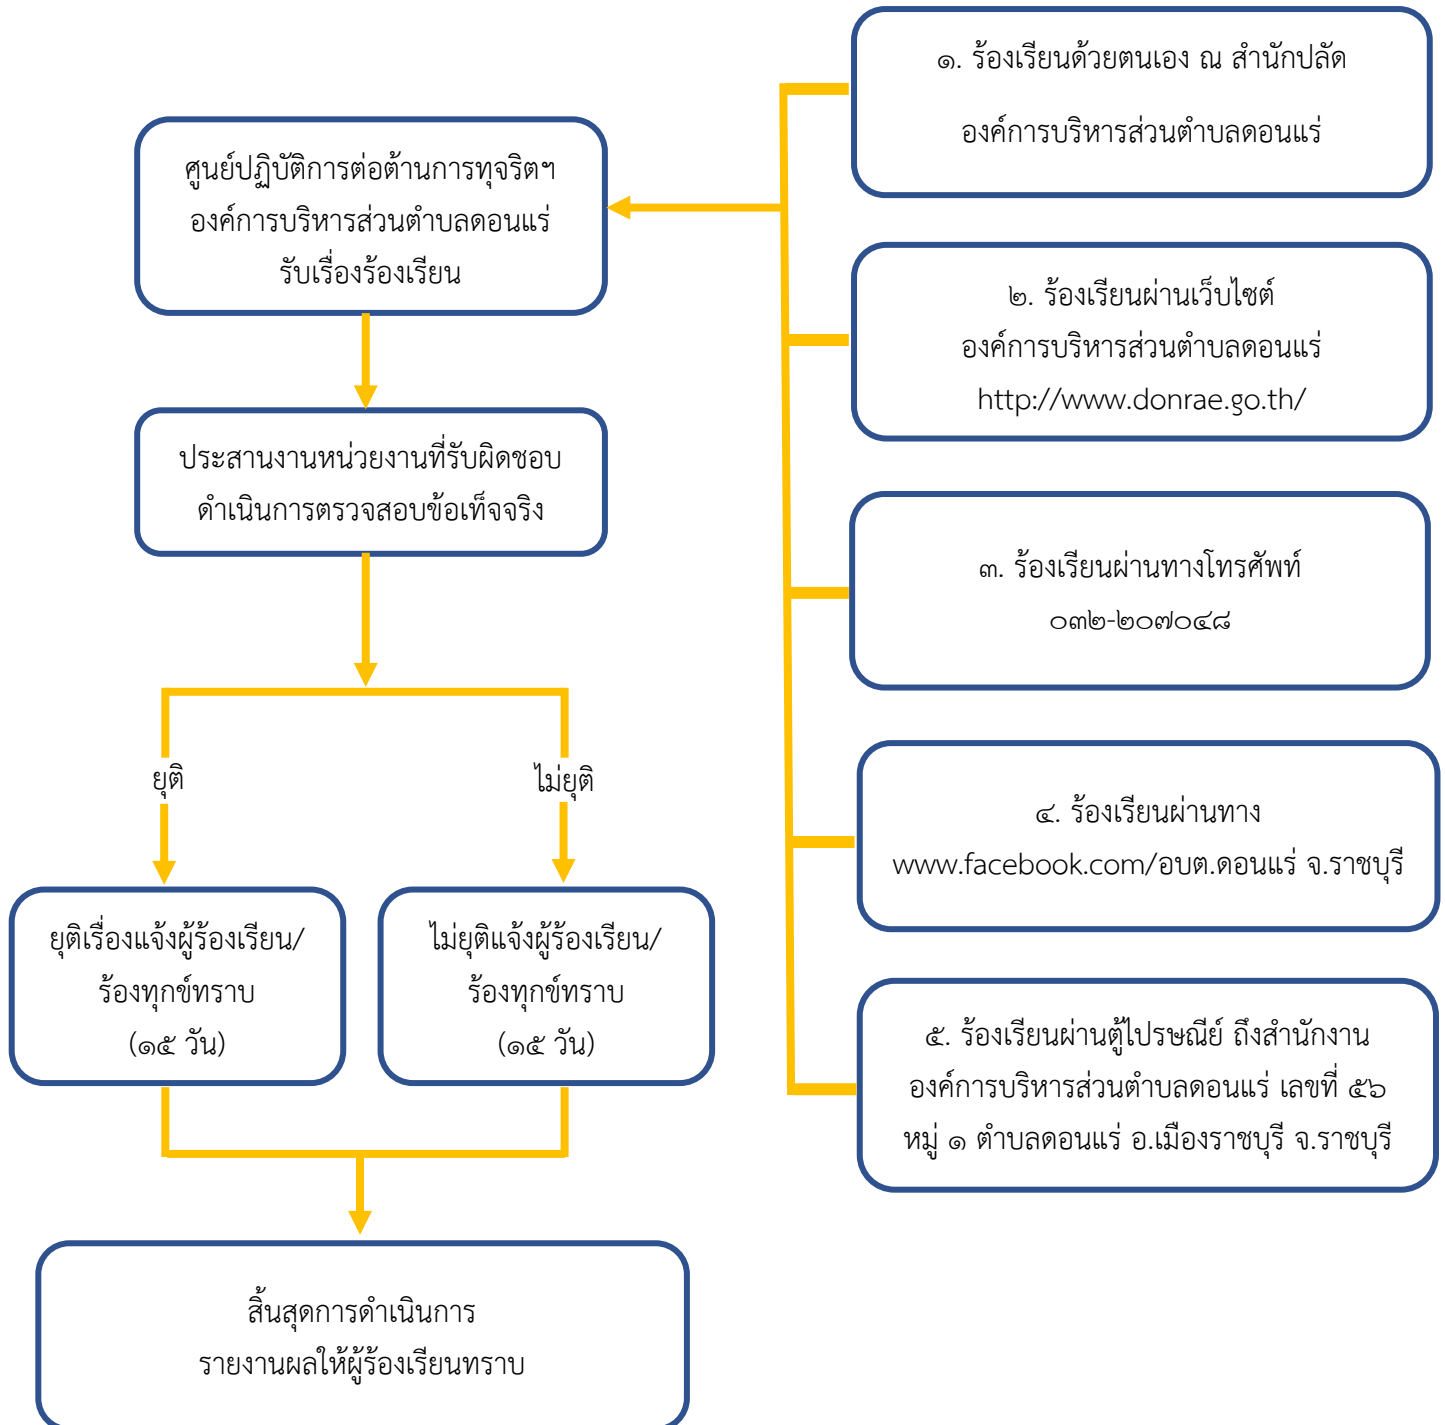 ๑. ร้องเรียนด้วยตนเอง ณ สำนักปลัด
องค์การบริหารส่วนตำบลดอนแร่
ศูนย์ปฏิบัติการต่อต้านการทุจริตฯ
องค์การบริหารส่วนตำบลดอนแร่
รับเรื่องร้องเรียน
๒. ร้องเรียนผ่านเว็บไซต์
องค์การบริหารส่วนตำบลดอนแร่
http://www.donrae.go.th/
ประสานงานหน่วยงานที่รับผิดชอบ
ดำเนินการตรวจสอบข้อเท็จจริง
๓. ร้องเรียนผ่านทางโทรศัพท์
๐๓๒-๒๐๗๐๔๘
ยุติ
ไม่ยุติ
๔. ร้องเรียนผ่านทาง
www.facebook.com/อบต.ดอนแร่ จ.ราชบุรี
ยุติเรื่องแจ้งผู้ร้องเรียน/
ร้องทุกข์ทราบ
(๑๕ วัน)
ไม่ยุติแจ้งผู้ร้องเรียน/
ร้องทุกข์ทราบ
(๑๕ วัน)
๕. ร้องเรียนผ่านตู้ไปรษณีย์ ถึงสำนักงาน
องค์การบริหารส่วนตำบลดอนแร่ เลขที่ ๕๖
หมู่ ๑ ตำบลดอนแร่ อ.เมืองราชบุรี จ.ราชบุรี
สิ้นสุดการดำเนินการ
รายงานผลให้ผู้ร้องเรียนทราบ